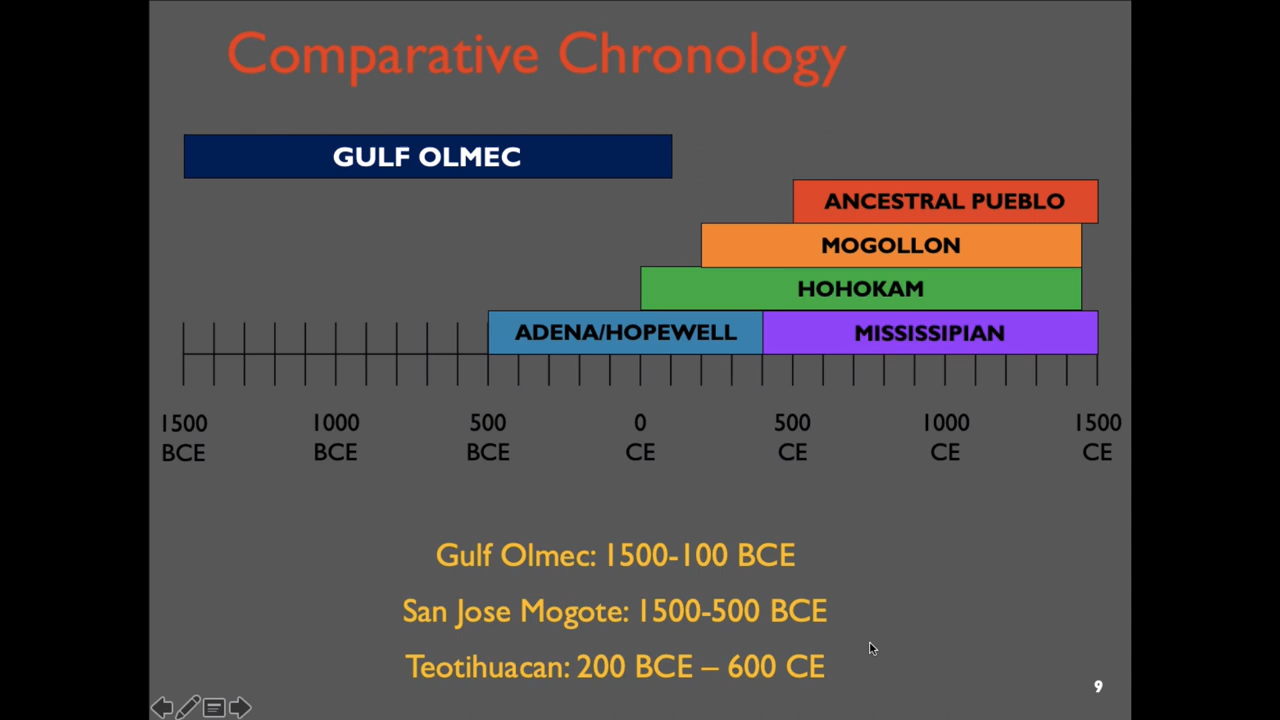 Comparative Chronology
GULF OLMEC
ANCESTRAL PUEBLO
MOGOLLON
HOHOKAM
ADENA/HOPEWELL
MISSISSIPIAN
1500 BCE
1000 BCE
500 BCE
0 CE
500 CE
1000 CE
1500 CE
Gulf Olmec: 1500-100 BCE
San Jose Mogote: 1500-500 BCE
Teotihuacan: 200 BCE – 600 CE
9